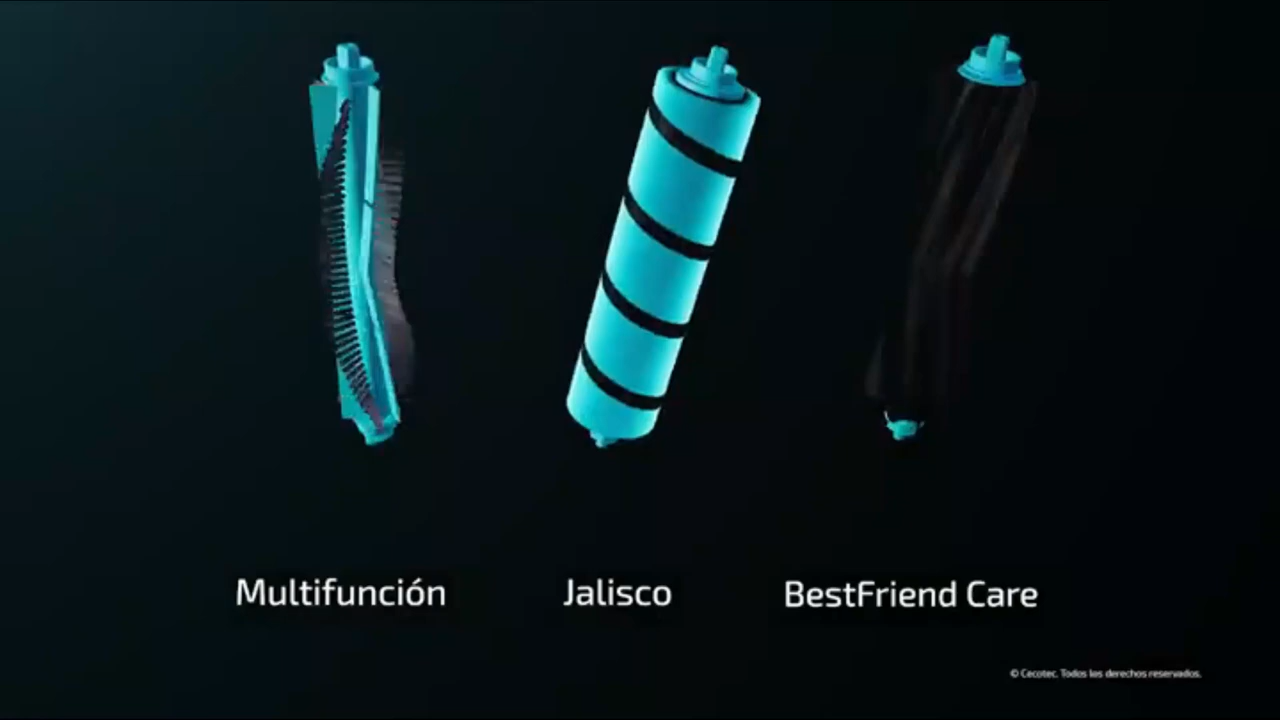 Multifunción
Jalisco
BestFriend Care
© Cecotec. Todos los derechos reservados.